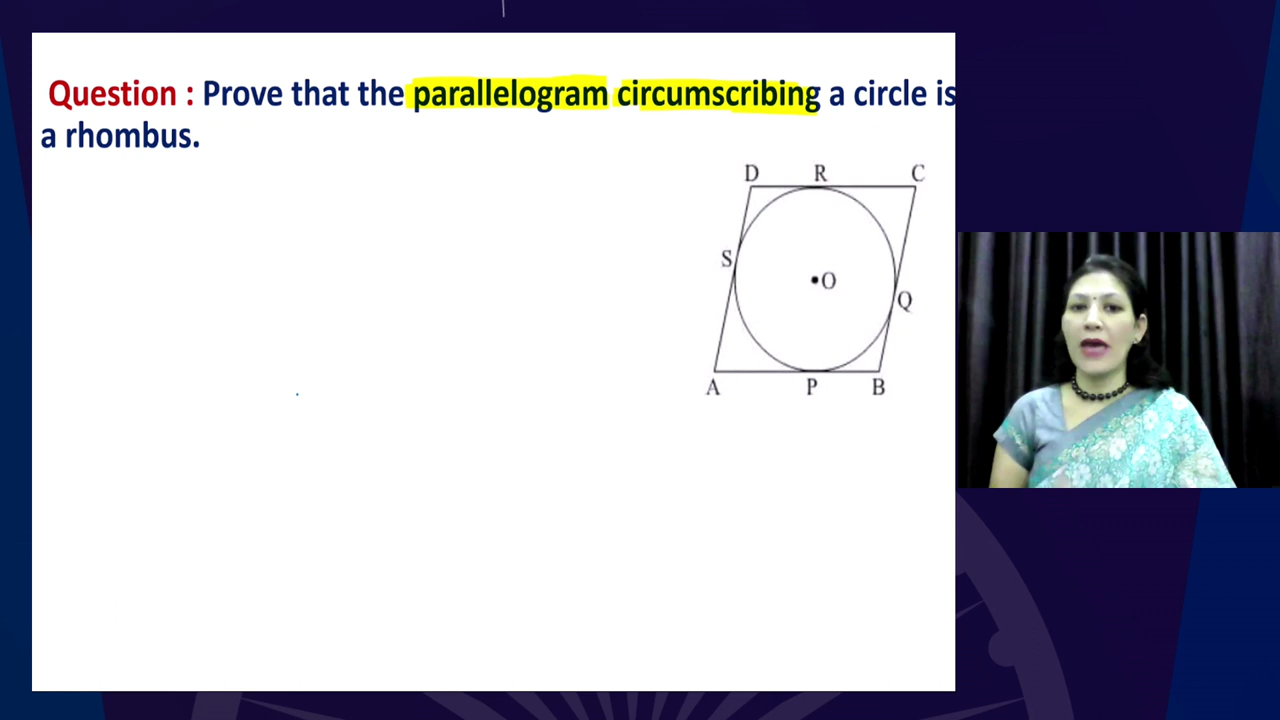 Question : Prove that the parallelogram circumscribing a circle is
a rhombus.
D R C
S
O
Q
A P B